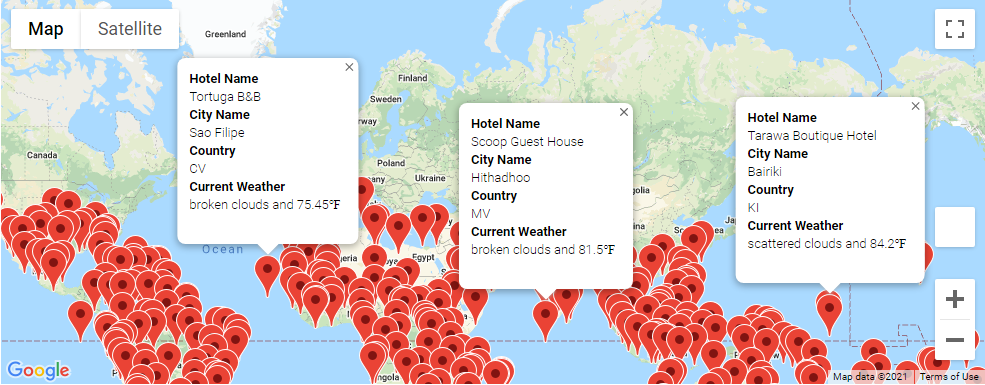 Map
Satellite
Greenland
Finland
Sweden
Norway
Canada
Poland
Ukraine
Ocean
Hotel Name
Tortuga B&B
City Name
Sao Filipe
Country
CV
Current Weather
broken clouds and 75.45℉
Hotel Name
Scoop Guest House
City Name
Hithadhoo
Country
MV
Current Weather
broken clouds and 81.5℉
Hotel Name
Tarawa Boutique Hotel
City Name
Bairiki
Country
KI
Current Weather
scattered clouds and 84.2℉
Google
Map data ©2021
Terms of Use